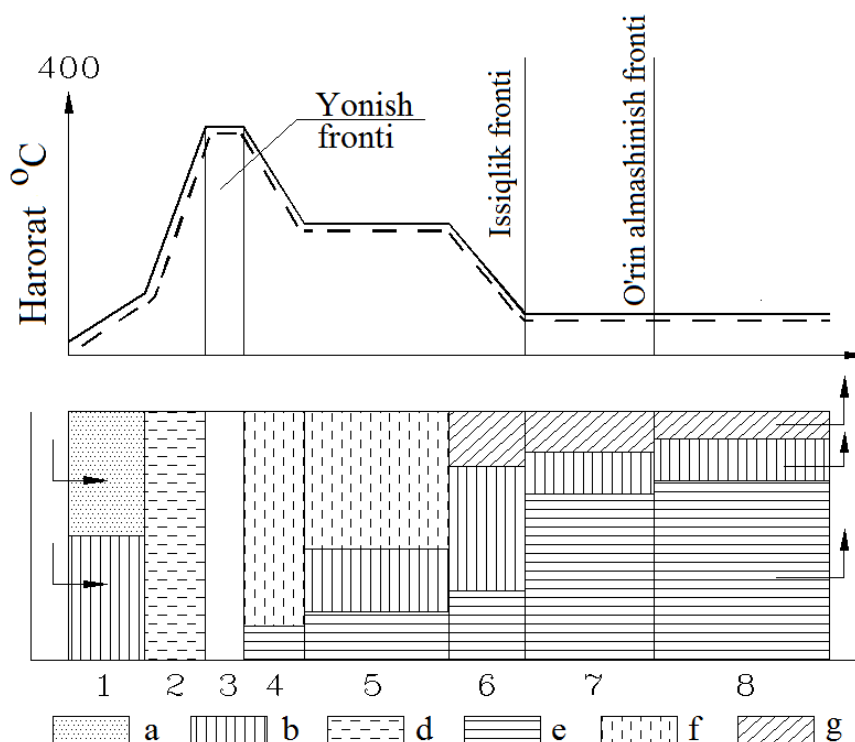 400
Harorat °C
Yonish
fronti
Issiqlik fronti
O'rin almashinish fronti
1 2 3 4 5 6 7 8
a b d e f g